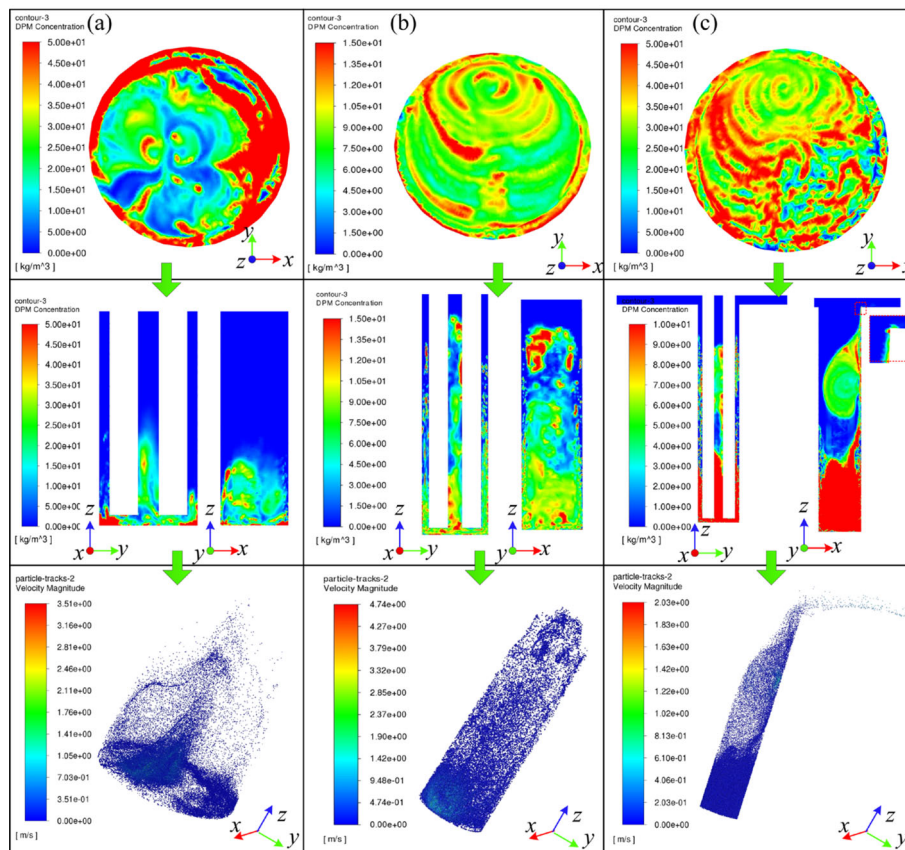 (a)
contour-3
DPM Concentration
5.00e+01
4.50e+01
4.00e+01
3.50e+01
3.00e+01
2.50e+01
2.00e+01
1.50e+01
1.00e+01
5.00e+00
0.00e+00
[ kg/m^3 ]
y
z
x
(b)
contour-3
DPM Concentration
1.50e+01
1.35e+01
1.20e+01
1.05e+01
9.00e+00
7.50e+00
6.00e+00
4.50e+00
3.00e+00
1.50e+00
0.00e+00
[ kg/m^3 ]
y
z
x
(c)
contour-3
DPM Concentration
5.00e+01
4.50e+01
4.00e+01
3.50e+01
3.00e+01
2.50e+01
2.00e+01
1.50e+01
1.00e+01
5.00e+00
0.00e+00
[ kg/m^3 ]
y
z
x
contour-3
DPM Concentration
5.00e+01
4.50e+01
4.00e+01
3.50e+01
3.00e+01
2.50e+01
2.00e+01
1.50e+01
1.00e+01
5.00e+00
0.00e+00
[ kg/m^3 ]
z
x
y
z
y
x
contour-3
DPM Concentration
1.50e+01
1.35e+01
1.20e+01
1.05e+01
9.00e+00
7.50e+00
6.00e+00
4.50e+00
3.00e+00
1.50e+00
0.00e+00
[ kg/m^3 ]
z
x
y
z
y
x
contour-3
DPM Concentration
1.00e+01
9.00e+00
8.00e+00
7.00e+00
6.00e+00
5.00e+00
4.00e+00
3.00e+00
2.00e+00
1.00e+00
0.00e+00
[ kg/m^3 ]
z
x
y
z
y
x
particle-tracks-2
Velocity Magnitude
3.51e+00
3.16e+00
2.81e+00
2.46e+00
2.11e+00
1.76e+00
1.41e+00
1.05e+00
7.03e-01
3.51e-01
0.00e+00
[ m/s ]
x
z
y
particle-tracks-2
Velocity Magnitude
4.74e+00
4.27e+00
3.79e+00
3.32e+00
2.85e+00
2.37e+00
1.90e+00
1.42e+00
9.48e-01
4.74e-01
0.00e+00
[ m/s ]
x
z
y
particle-tracks-2
Velocity Magnitude
2.03e+00
1.82e+00
1.62e+00
1.42e+00
1.22e+00
1.01e+00
8.10e-01
6.08e-01
4.05e-01
2.03e-01
0.00e+00
[ m/s ]
x
z
y